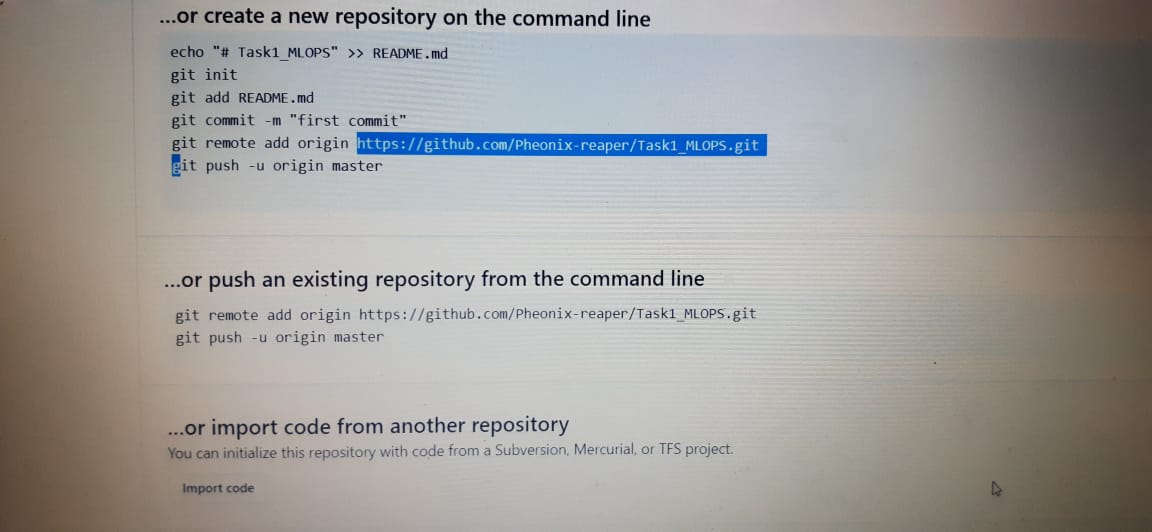 ...or create a new repository on the command line
echo "# Task1_MLOPS" >> README.md
git init
git add README.md
git commit -m "first commit"
git remote add origin https://github.com/Pheonix-reaper/Task1_MLOPS.git
git push -u origin master
...or push an existing repository from the command line
git remote add origin https://github.com/Pheonix-reaper/Task1_MLOPS.git
git push -u origin master
...or import code from another repository
You can initialize this repository with code from a Subversion, Mercurial, or TFS project.
Import code